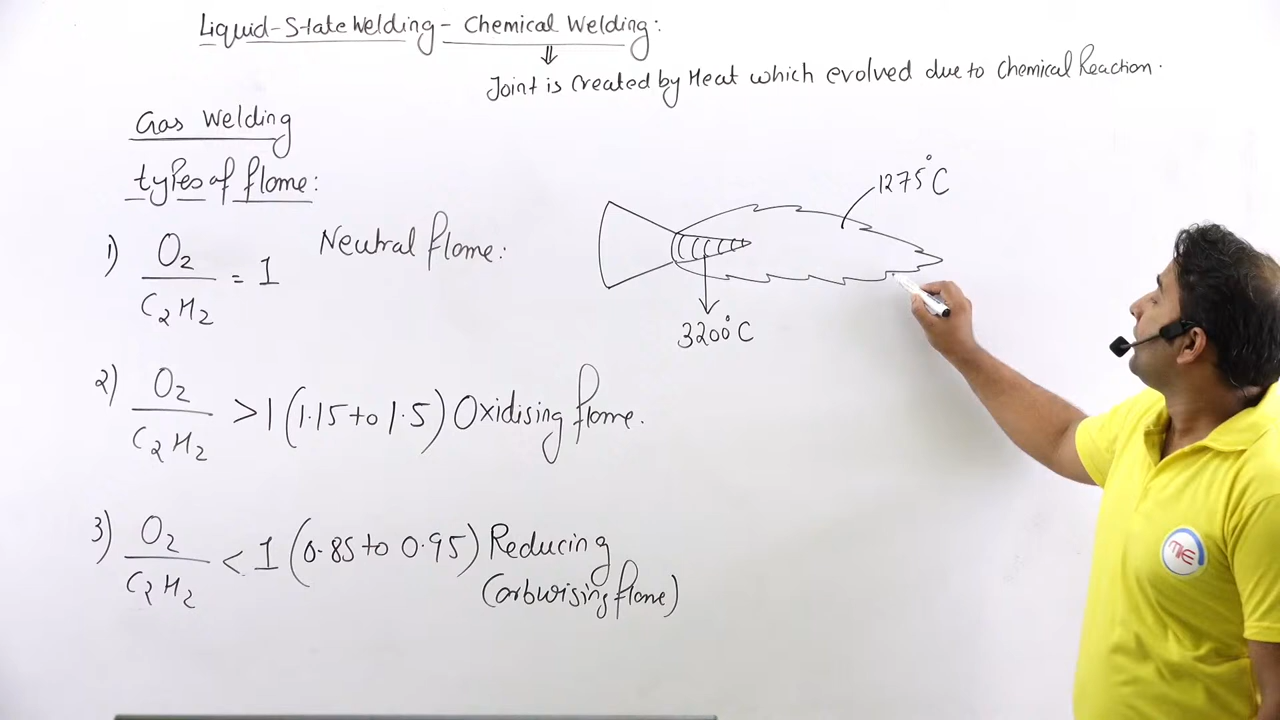 Liquid-State Welding - Chemical Welding:
⇓
Joint is created by Heat which evolved due to Chemical Reaction.
Gas Welding
types of flame:
1) O₂ / C₂H₂ = 1 Neutral flame:
1275°C
3200°C
2) O₂ / C₂H₂ > 1 (1.15 to 1.5) Oxidising flame.
3) O₂ / C₂H₂ < 1 (0.85 to 0.95) Reducing
(Carburising flame)
MIE